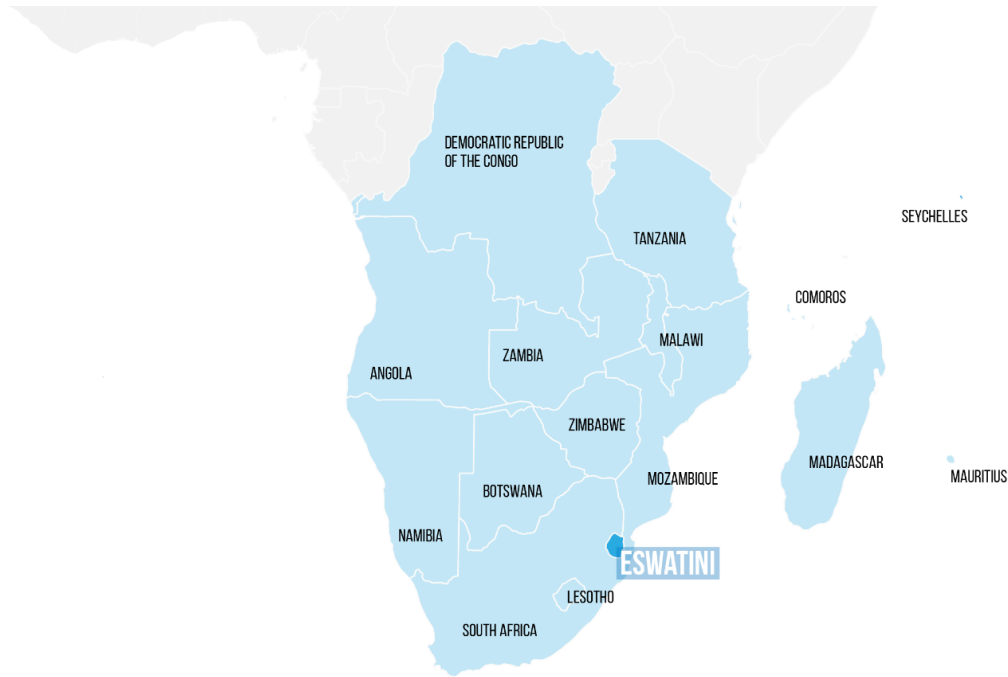 DEMOCRATIC REPUBLIC
OF THE CONGO
SEYCHELLES
TANZANIA
COMOROS
MALAWI
ZAMBIA
ANGOLA
ZIMBABWE
MADAGASCAR
MAURITIUS
MOZAMBIQUE
BOTSWANA
NAMIBIA
ESWATINI
LESOTHO
SOUTH AFRICA